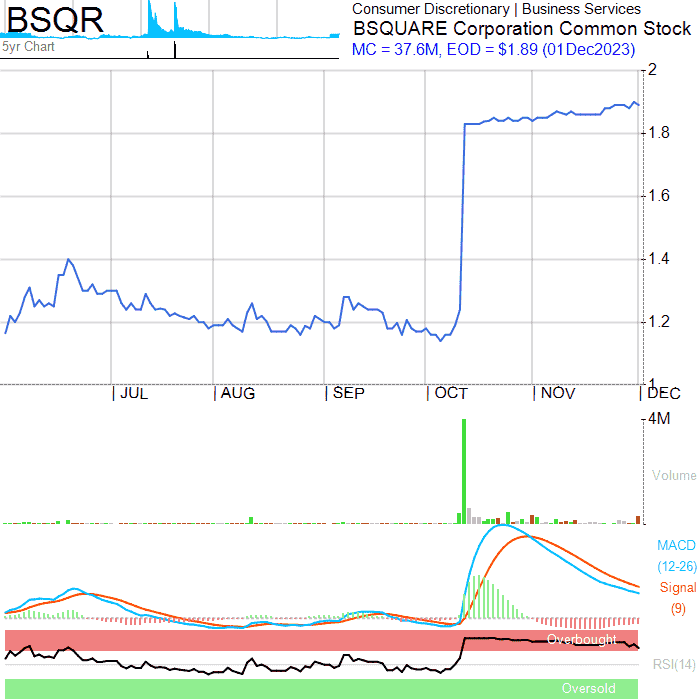 BSQR
5yr Chart
Consumer Discretionary | Business Services
BSQUARE Corporation Common Stock
MC = 37.6M, EOD = $1.89 (01Dec2023)
2
1.8
1.6
1.4
1.2
1
JUL AUG SEP OCT NOV DEC
4M
Volume
MACD
(12-26)
Signal
(9)
Overbought
RSI(14)
Oversold